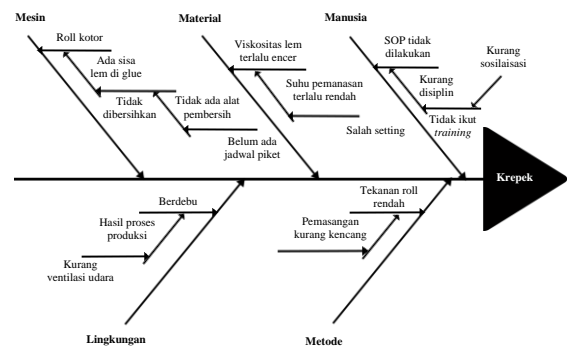 Mesin
Material
Manusia
Roll kotor
Ada sisa
lem di glue
Tidak
dibersihkan
Tidak ada alat
pembersih
Belum ada
jadwal piket
Viskositas lem
terlalu encer
Suhu pemanasan
terlalu rendah
Salah setting
SOP tidak
dilakukan
Kurang
disiplin
Kurang
sosilaisasi
Tidak ikut
training
Krepek
Berdebu
Hasil proses
produksi
Kurang
ventilasi udara
Tekanan roll
rendah
Pemasangan
kurang kencang
Lingkungan
Metode